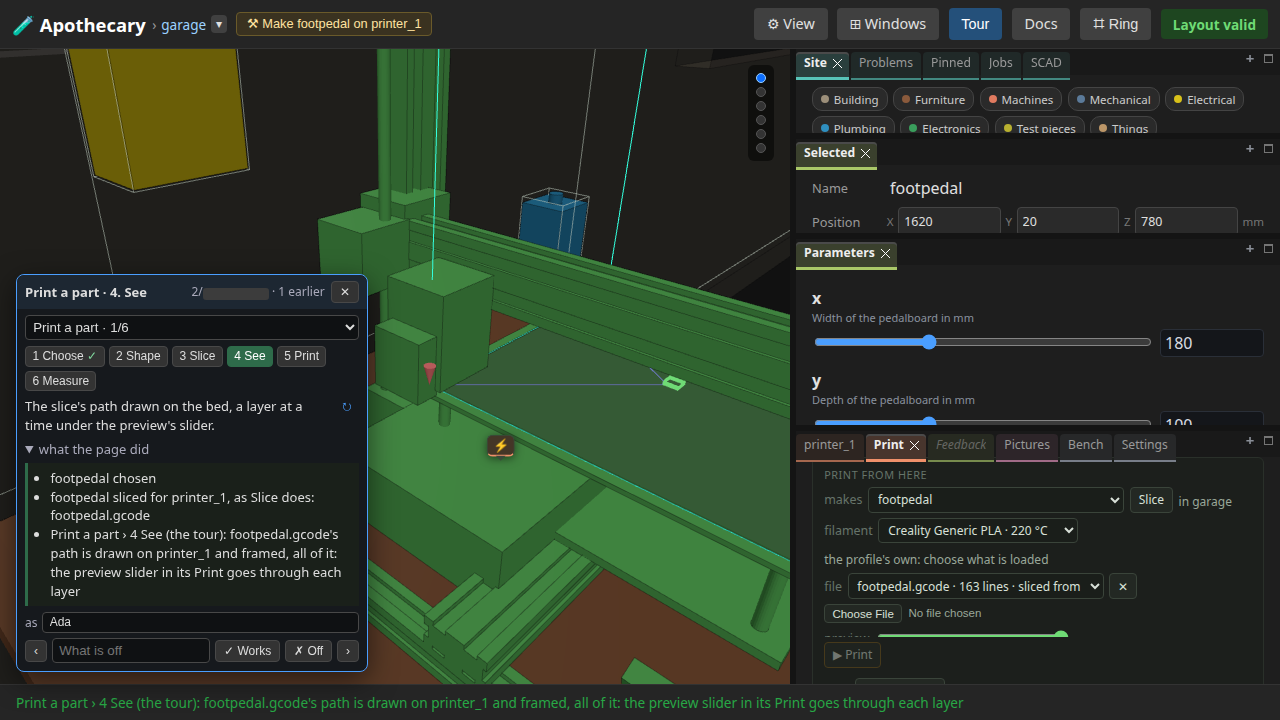 Apothecary › garage ▾ ⚒ Make footpedal on printer_1 ⚙ View ⊞ Windows Tour Docs ⌗ Ring Layout valid
Site Problems Pinned Jobs SCAD
Building Furniture Machines Mechanical Electrical
Plumbing Electronics Test pieces Things
Selected
Name footpedal
Position X 1620 Y 20 Z 780 mm
Parameters
x
Width of the pedalboard in mm
180
y
Depth of the pedalboard in mm
100
printer_1 Print Feedback Pictures Bench Settings
PRINT FROM HERE
makes footpedal Slice in garage
filament Creality Generic PLA · 220 °C
the profile's own: choose what is loaded
file footpedal.gcode · 163 lines · sliced from ✕
Choose File No file chosen
preview
▶ Print
Print a part · 4. See 2/ · 1 earlier ✕
Print a part · 1/6
1 Choose ✓ 2 Shape 3 Slice 4 See 5 Print
6 Measure
The slice's path drawn on the bed, a layer at a ↻
time under the preview's slider.
▼ what the page did
• footpedal chosen
• footpedal sliced for printer_1, as Slice does:
footpedal.gcode
• Print a part › 4 See (the tour): footpedal.gcode's
path is drawn on printer_1 and framed, all of it:
the preview slider in its Print goes through each
layer
as Ada
‹ What is off ✓ Works ✗ Off ›
Print a part › 4 See (the tour): footpedal.gcode's path is drawn on printer_1 and framed, all of it: the preview slider in its Print goes through each layer